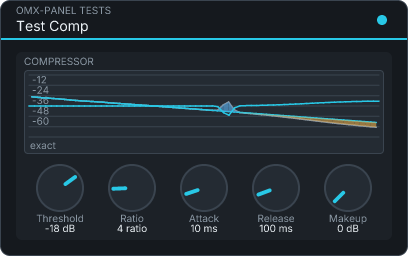 OMX-PANEL TESTS
Test Comp
COMPRESSOR
-12
-24
-36
-48
-60
exact
Threshold Ratio Attack Release Makeup
-18 dB 4 ratio 10 ms 100 ms 0 dB